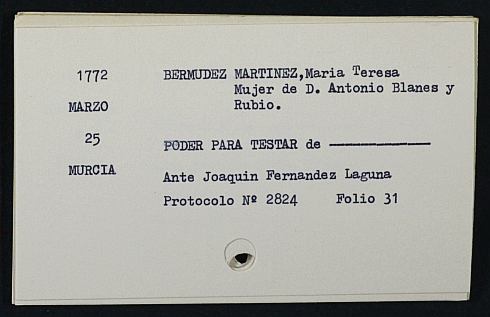 1772 BERMUDEZ MARTINEZ,Maria Teresa
Mujer de D. Antonio Blanes y
MARZO Rubio.
25 PODER PARA TESTAR de —————————
MURCIA Ante Joaquin Fernandez Laguna
Protocolo Nº 2824 Folio 31